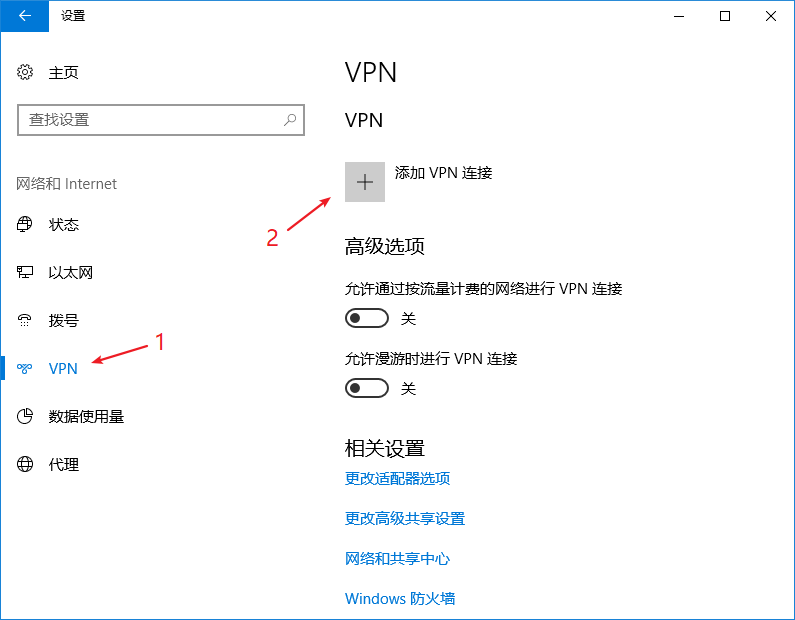 设置
主页
查找设置
网络和 Internet
状态
以太网
拨号
1
VPN
数据使用量
代理
VPN
VPN
添加 VPN 连接
2
高级选项
允许通过按流量计费的网络进行 VPN 连接
关
允许漫游时进行 VPN 连接
关
相关设置
更改适配器选项
更改高级共享设置
网络和共享中心
Windows 防火墙